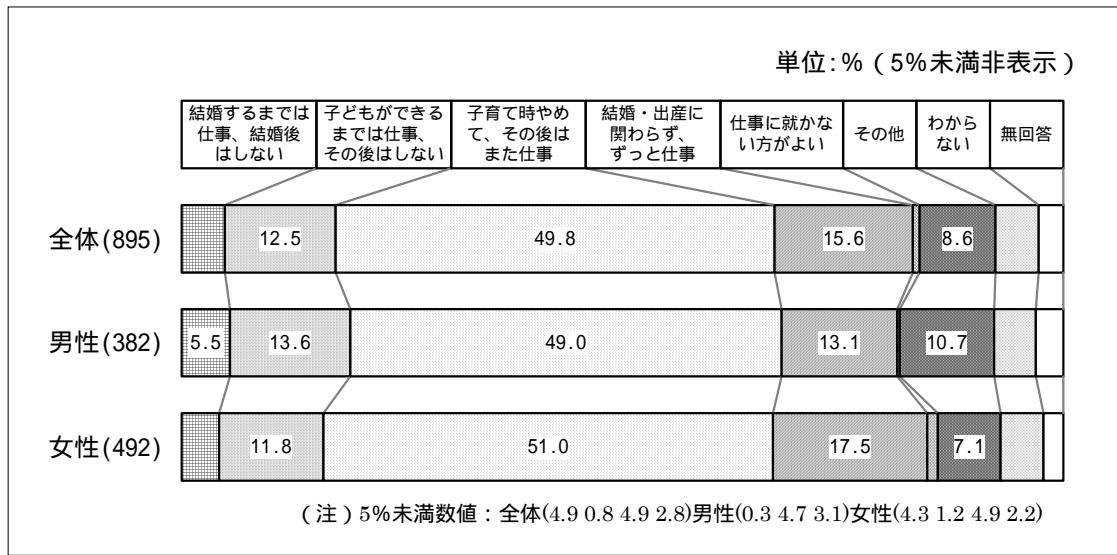 単位:%(5%未満非表示)
結婚するまでは
仕事、結婚後
はしない
子どもができる
までは仕事、
その後はしない
子育て時やめ
て、その後は
また仕事
結婚・出産に
関わらず、
ずっと仕事
仕事に就かな
い方がよい
その他
わから
ない
無回答
全体(895)
12.5
49.8
15.6
8.6
男性(382)
5.5
13.6
49.0
13.1
10.7
女性(492)
11.8
51.0
17.5
7.1
(注)5%未満数値:全体(4.9 0.8 4.9 2.8)男性(0.3 4.7 3.1)女性(4.3 1.2 4.9 2.2)